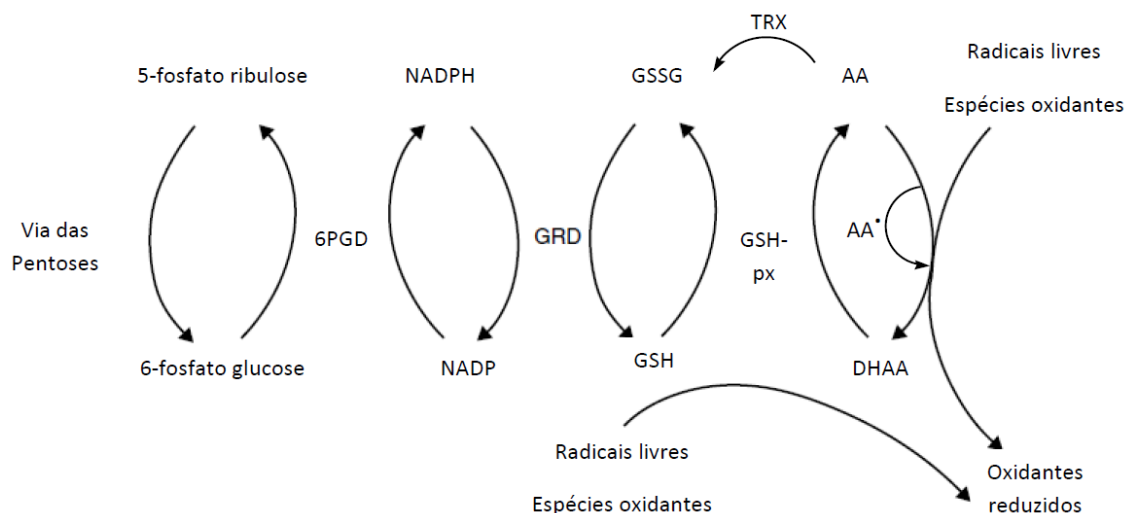 TRX
Radicais livres
5-fosfato ribulose
NADPH
GSSG
AA
Espécies oxidantes
Via das
Pentoses
6PGD
GRD
GSH-
px
AA•
6-fosfato glucose
NADP
GSH
DHAA
Radicais livres
Espécies oxidantes
Oxidantes
reduzidos